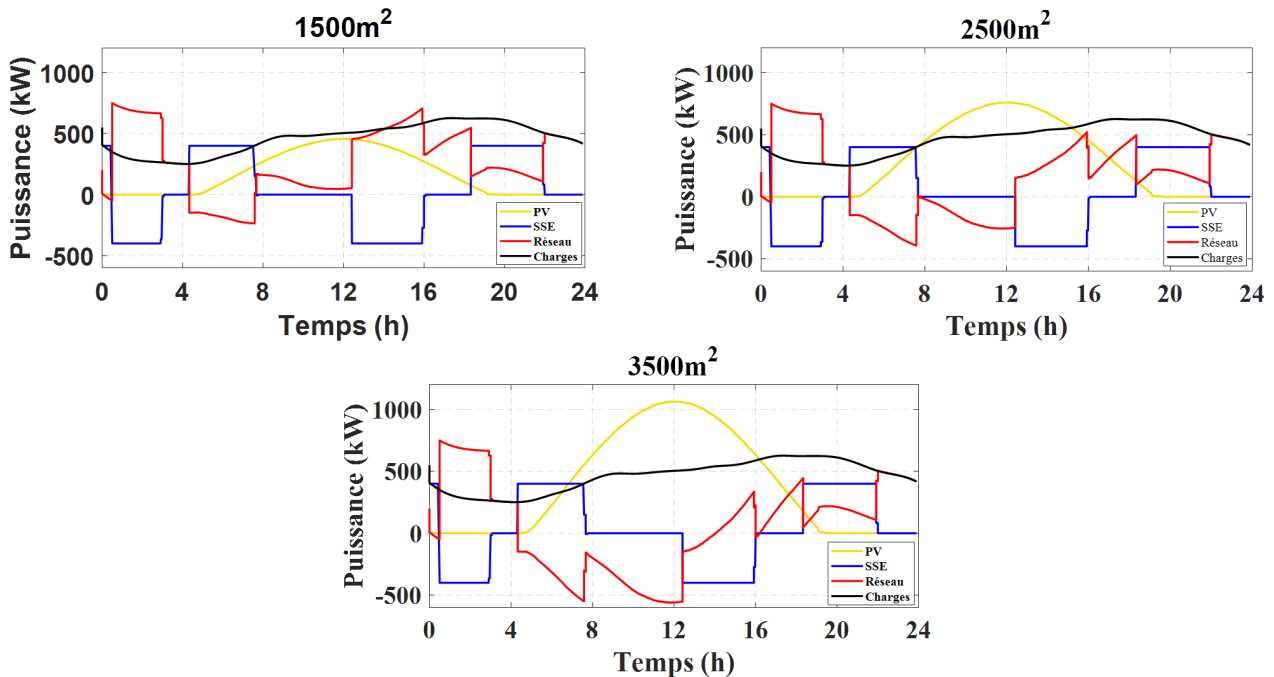 1500m²
Puissance (kW)
1000
500
0
-500
PV
SSE
Réseau
Charges
0 4 8 12 16 20 24
Temps (h)
2500m²
Puissance (kW)
1000
500
0
-500
PV
SSE
Réseau
Charges
0 4 8 12 16 20 24
Temps (h)
3500m²
Puissance (kW)
1000
500
0
-500
PV
SSE
Réseau
Charges
0 4 8 12 16 20 24
Temps (h)